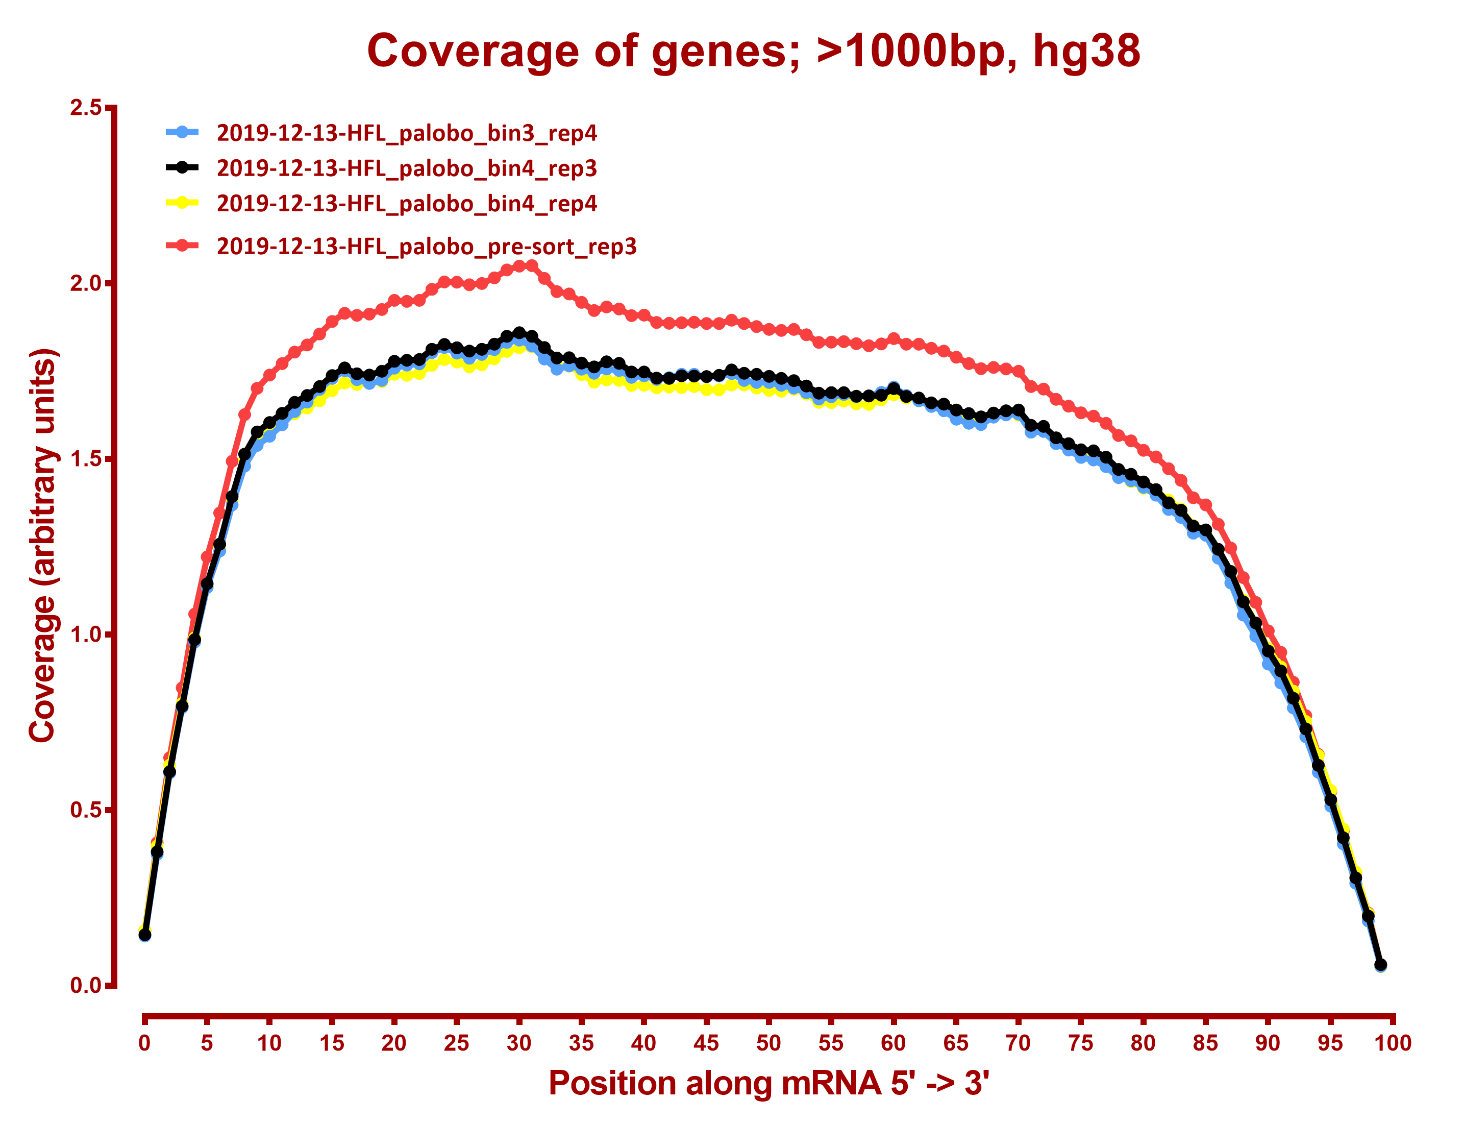 Coverage of genes; >1000bp, hg38
2.5
2019-12-13-HFL_palobo_bin3_rep4
2019-12-13-HFL_palobo_bin4_rep3
2019-12-13-HFL_palobo_bin4_rep4
2019-12-13-HFL_palobo_pre-sort_rep3
2.0
1.5
1.0
0.5
0.0
Coverage (arbitrary units)
0 5 10 15 20 25 30 35 40 45 50 55 60 65 70 75 80 85 90 95 100
Position along mRNA 5' -> 3'